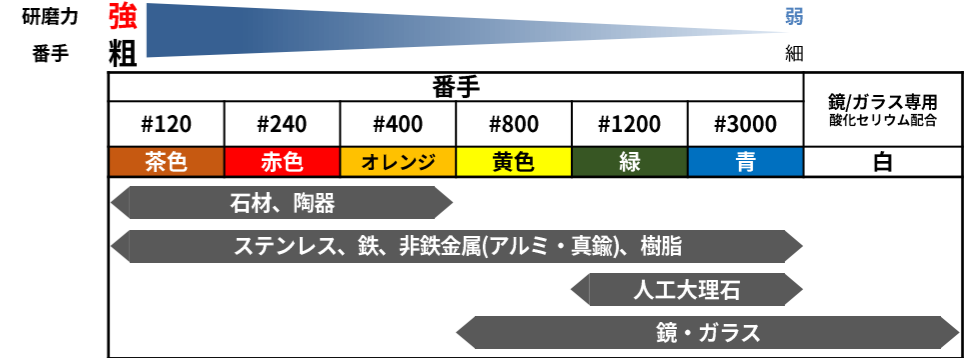 研磨力 強 弱
番手 粗 細
番手
鏡/ガラス専用
酸化セリウム配合
#120 #240 #400 #800 #1200 #3000
茶色 赤色 オレンジ 黄色 緑 青 白
石材、陶器
ステンレス、鉄、非鉄金属(アルミ・真鍮)、樹脂
人工大理石
鏡・ガラス